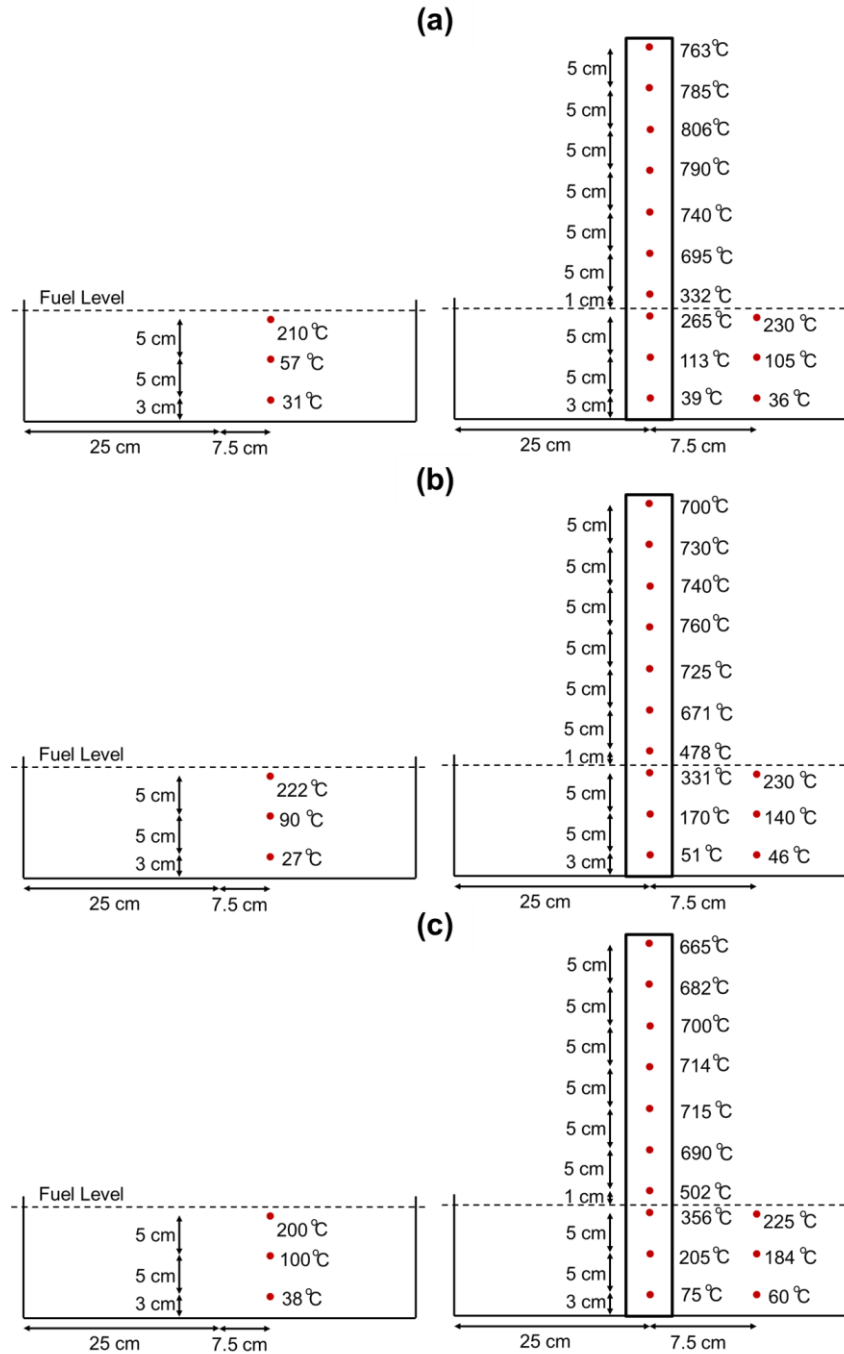 (a)
763°C
5 cm
785°C
5 cm
806°C
5 cm
790°C
5 cm
740°C
5 cm
695°C
5 cm
Fuel Level
1 cm
332°C
5 cm
210°C
5 cm
265°C
230°C
5 cm
57°C
5 cm
113°C
105°C
3 cm
31°C
3 cm
39°C
36°C
25 cm
7.5 cm
25 cm
7.5 cm
(b)
700°C
5 cm
730°C
5 cm
740°C
5 cm
760°C
5 cm
725°C
5 cm
671°C
5 cm
Fuel Level
1 cm
478°C
5 cm
222°C
5 cm
331°C
230°C
5 cm
90°C
5 cm
170°C
140°C
3 cm
27°C
3 cm
51°C
46°C
25 cm
7.5 cm
25 cm
7.5 cm
(c)
665°C
5 cm
682°C
5 cm
700°C
5 cm
714°C
5 cm
715°C
5 cm
690°C
5 cm
Fuel Level
1 cm
502°C
5 cm
200°C
5 cm
356°C
225°C
5 cm
100°C
5 cm
205°C
184°C
3 cm
38°C
3 cm
75°C
60°C
25 cm
7.5 cm
25 cm
7.5 cm